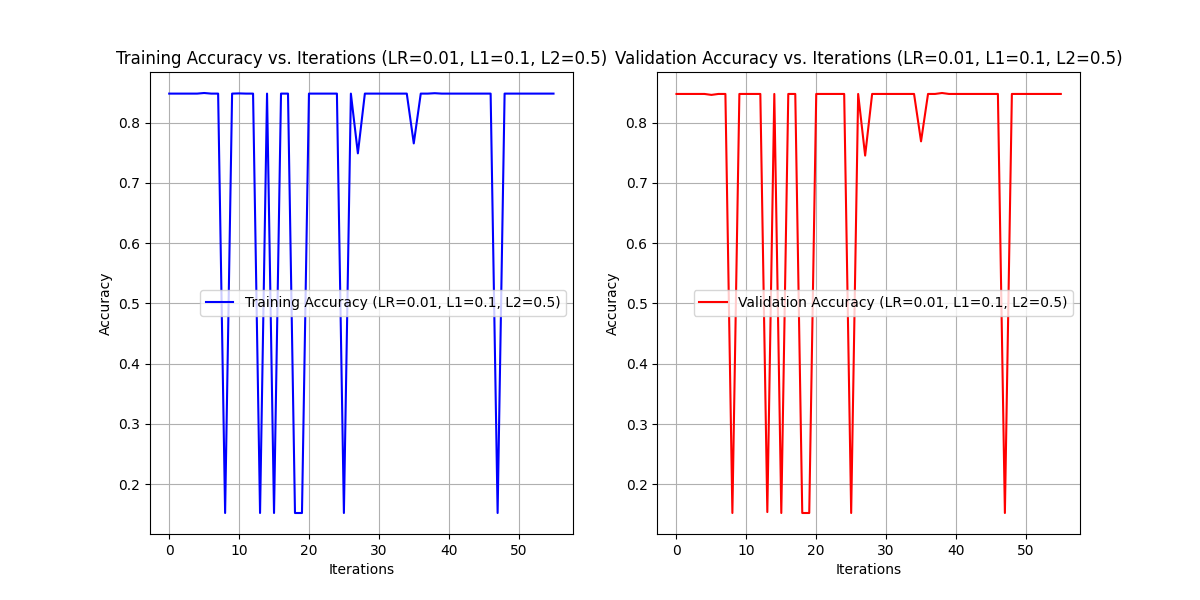 Training Accuracy vs. Iterations (LR=0.01, L1=0.1, L2=0.5)
Accuracy
0.8
0.7
0.6
0.5
0.4
0.3
0.2
Training Accuracy (LR=0.01, L1=0.1, L2=0.5)
0 10 20 30 40 50
Iterations
Validation Accuracy vs. Iterations (LR=0.01, L1=0.1, L2=0.5)
Accuracy
0.8
0.7
0.6
0.5
0.4
0.3
0.2
Validation Accuracy (LR=0.01, L1=0.1, L2=0.5)
0 10 20 30 40 50
Iterations